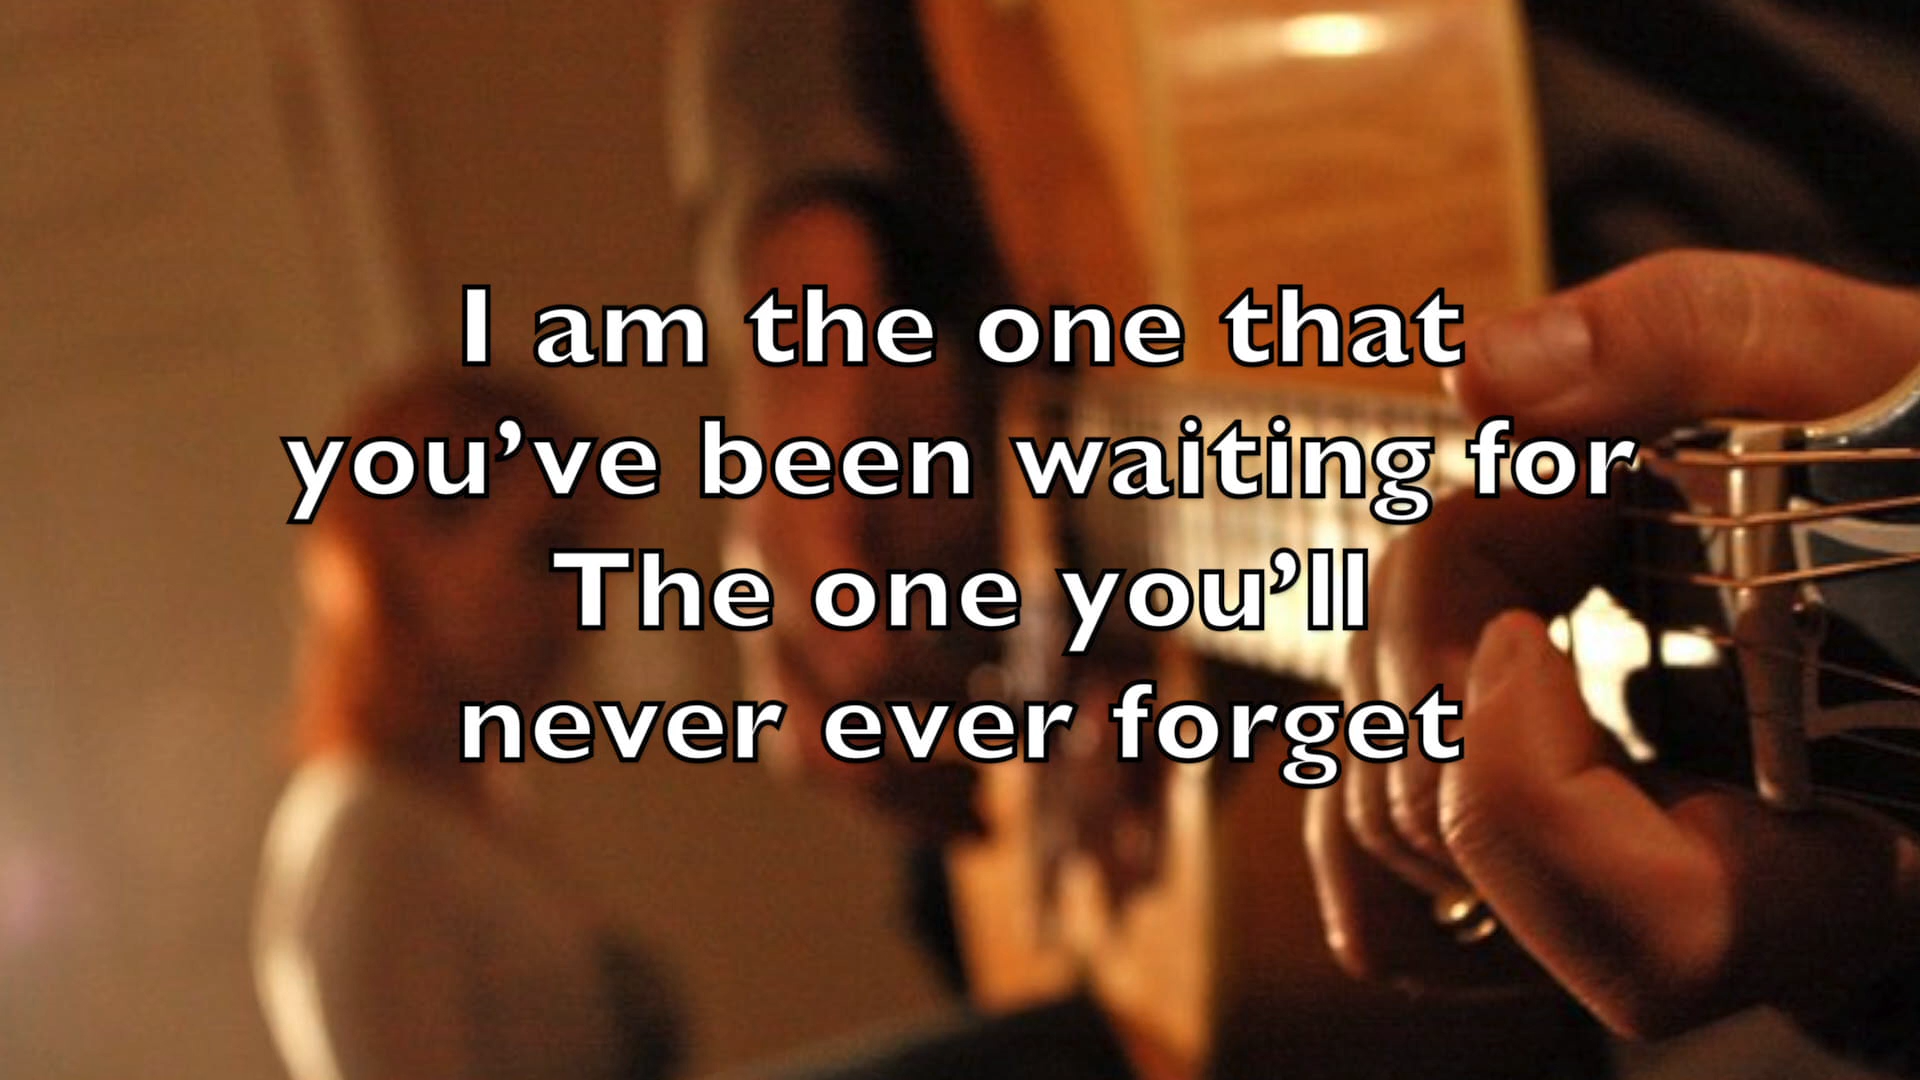 I am the one that
you’ve been waiting for
The one you’ll
never ever forget